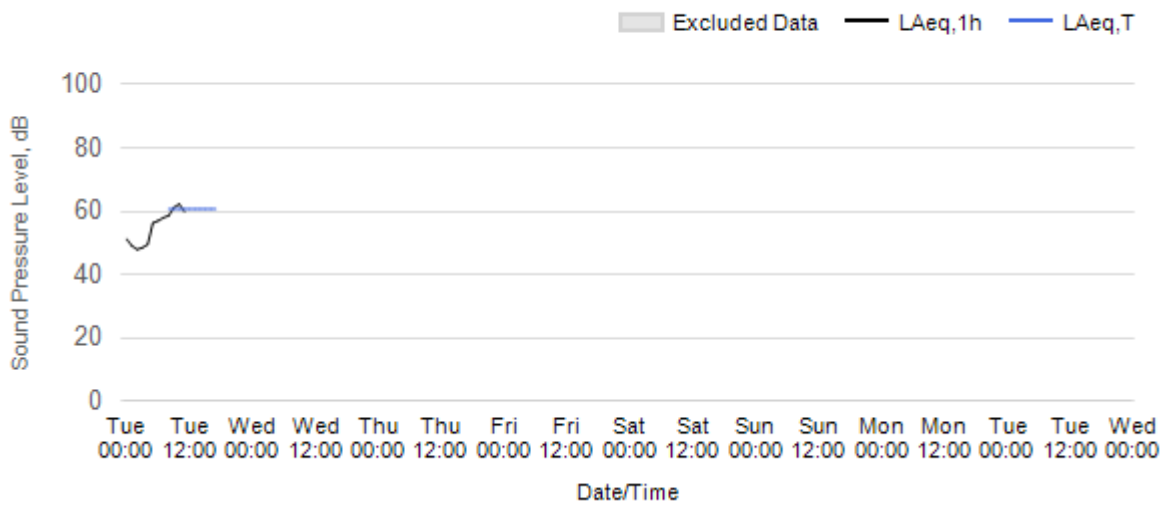 Excluded Data LAeq,1h LAeq,T
Sound Pressure Level, dB
100
80
60
40
20
0
Tue Tue Wed Wed Thu Thu Fri Fri Sat Sat Sun Sun Mon Mon Tue Tue Wed
00:00 12:00 00:00 12:00 00:00 12:00 00:00 12:00 00:00 12:00 00:00 12:00 00:00 12:00 00:00 12:00 00:00
Date/Time